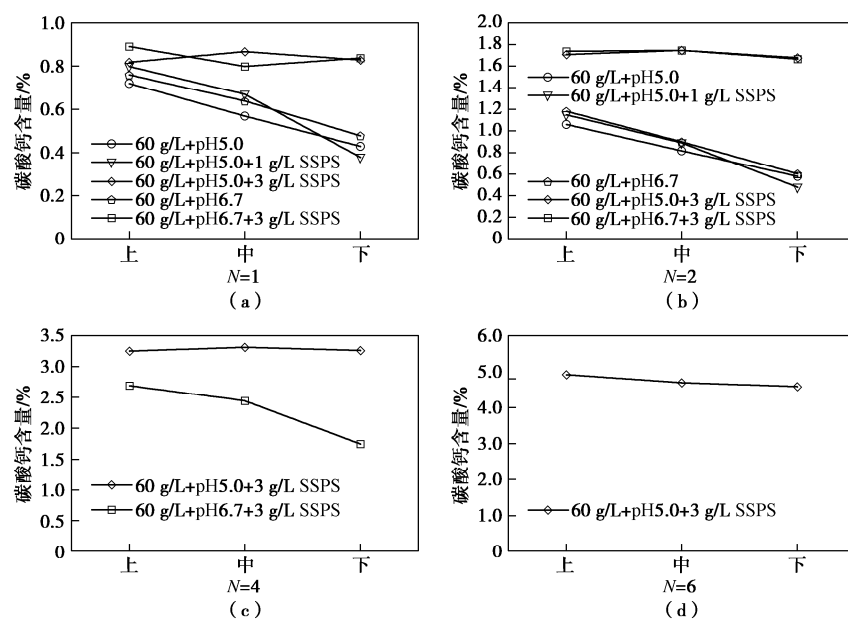 碳酸钙含量/%
1.0
0.8
0.6
0.4
0.2
0
60 g/L+pH5.0
60 g/L+pH5.0+1 g/L SSPS
60 g/L+pH5.0+3 g/L SSPS
60 g/L+pH6.7
60 g/L+pH6.7+3 g/L SSPS
上 中 下
N=1
(a)
碳酸钙含量/%
2.0
1.8
1.6
1.4
1.2
1.0
0.8
0.6
0.4
0.2
0
60 g/L+pH5.0
60 g/L+pH5.0+1 g/L SSPS
60 g/L+pH6.7
60 g/L+pH5.0+3 g/L SSPS
60 g/L+pH6.7+3 g/L SSPS
上 中 下
N=2
(b)
碳酸钙含量/%
3.5
3.0
2.5
2.0
1.5
1.0
0.5
0
60 g/L+pH5.0+3 g/L SSPS
60 g/L+pH6.7+3 g/L SSPS
上 中 下
N=4
(c)
碳酸钙含量/%
6.0
5.0
4.0
3.0
2.0
1.0
0
60 g/L+pH5.0+3 g/L SSPS
上 中 下
N=6
(d)